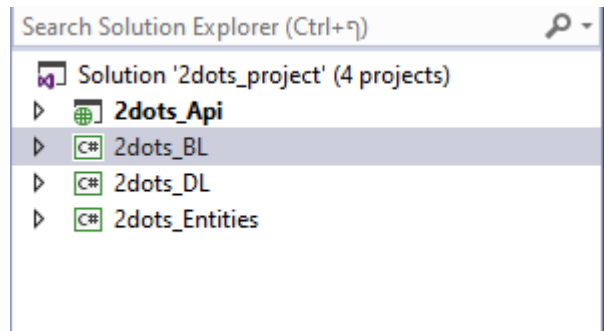 Search Solution Explorer (Ctrl+ף)
Solution '2dots_project' (4 projects)
2dots_Api
C# 2dots_BL
C# 2dots_DL
C# 2dots_Entities